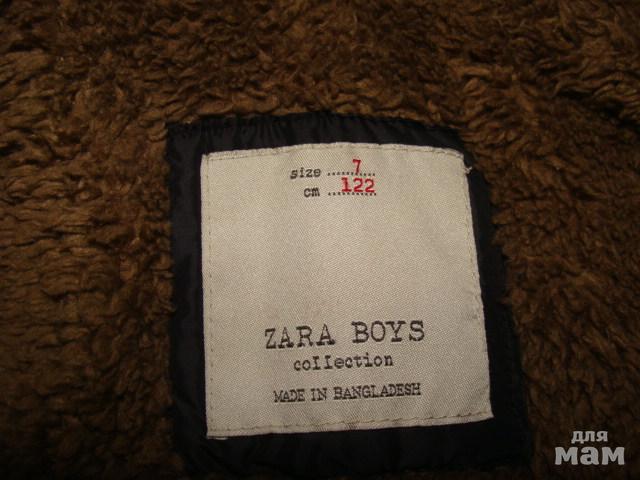 size ..........7
cm ..........122
ZARA BOYS
collection
MADE IN BANGLADESH
для
мам